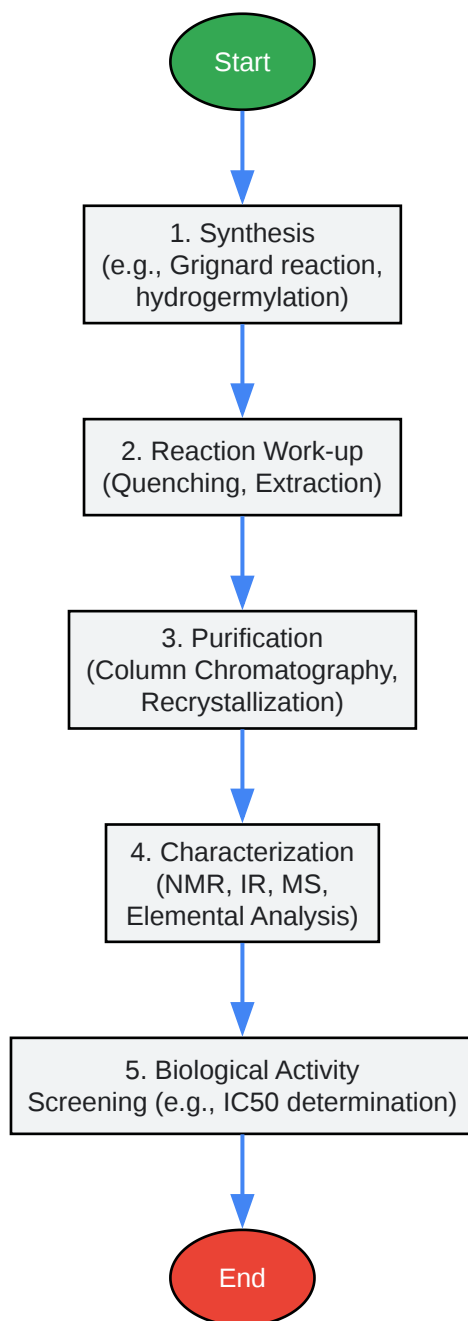 Start
1. Synthesis
(e.g., Grignard reaction,
hydrogermylation)
2. Reaction Work-up
(Quenching, Extraction)
3. Purification
(Column Chromatography,
Recrystallization)
4. Characterization
(NMR, IR, MS,
Elemental Analysis)
5. Biological Activity
Screening (e.g., IC50 determination)
End